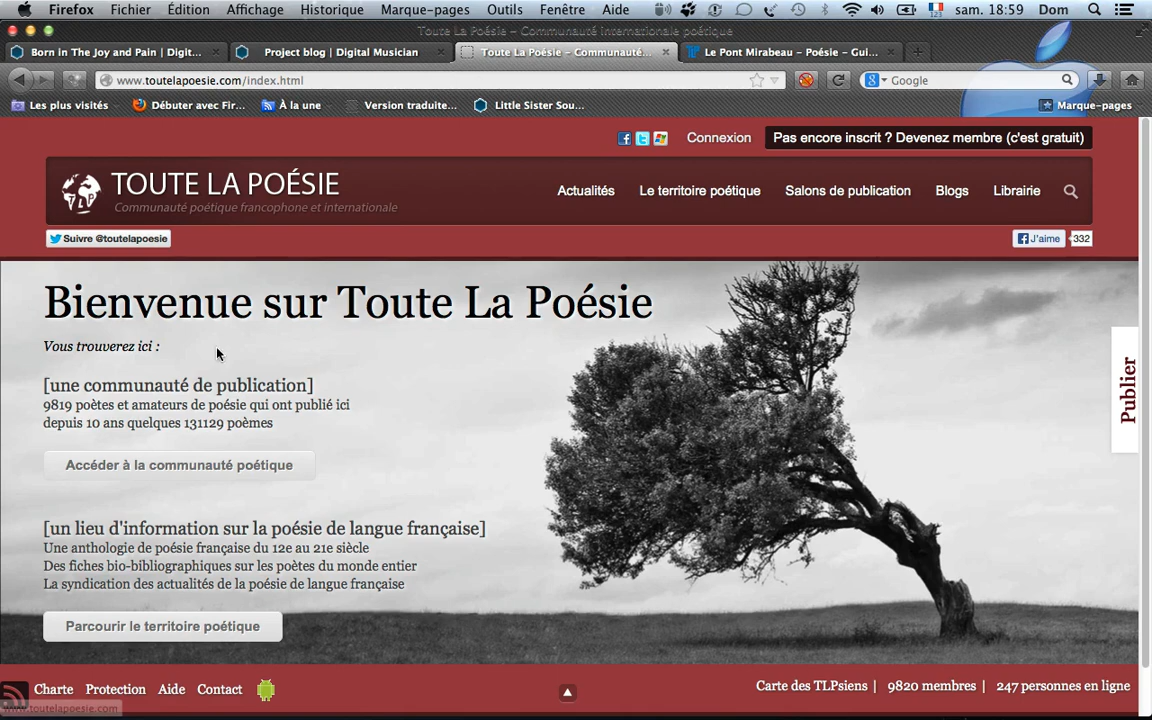 Firefox Fichier Édition Affichage Historique Marque-pages Outils Fenêtre Aide sam. 18:59 Dom
Toute La Poésie – Communauté internationale poétique
Born in The Joy and Pain | Digit... Project blog | Digital Musician Toute La Poésie – Communauté... Le Pont Mirabeau – Poésie – Gui...
www.toutelapoesie.com/index.html Google
Les plus visités Débuter avec Fir... À la une Version traduite... Little Sister Sou... Marque-pages
Connexion Pas encore inscrit ? Devenez membre (c'est gratuit)
TLP
TOUTE LA POÉSIE
Communauté poétique francophone et internationale
Actualités Le territoire poétique Salons de publication Blogs Librairie
Suivre @toutelapoesie J'aime 332
Bienvenue sur Toute La Poésie
Vous trouverez ici :
[une communauté de publication]
9819 poètes et amateurs de poésie qui ont publié ici
depuis 10 ans quelques 131129 poèmes
Accéder à la communauté poétique
Publier
[un lieu d'information sur la poésie de langue française]
Une anthologie de poésie française du 12e au 21e siècle
Des fiches bio-bibliographiques sur les poètes du monde entier
La syndication des actualités de la poésie de langue française
Parcourir le territoire poétique
Charte Protection Aide Contact Carte des TLPsiens | 9820 membres | 247 personnes en ligne
www.toutelapoesie.com